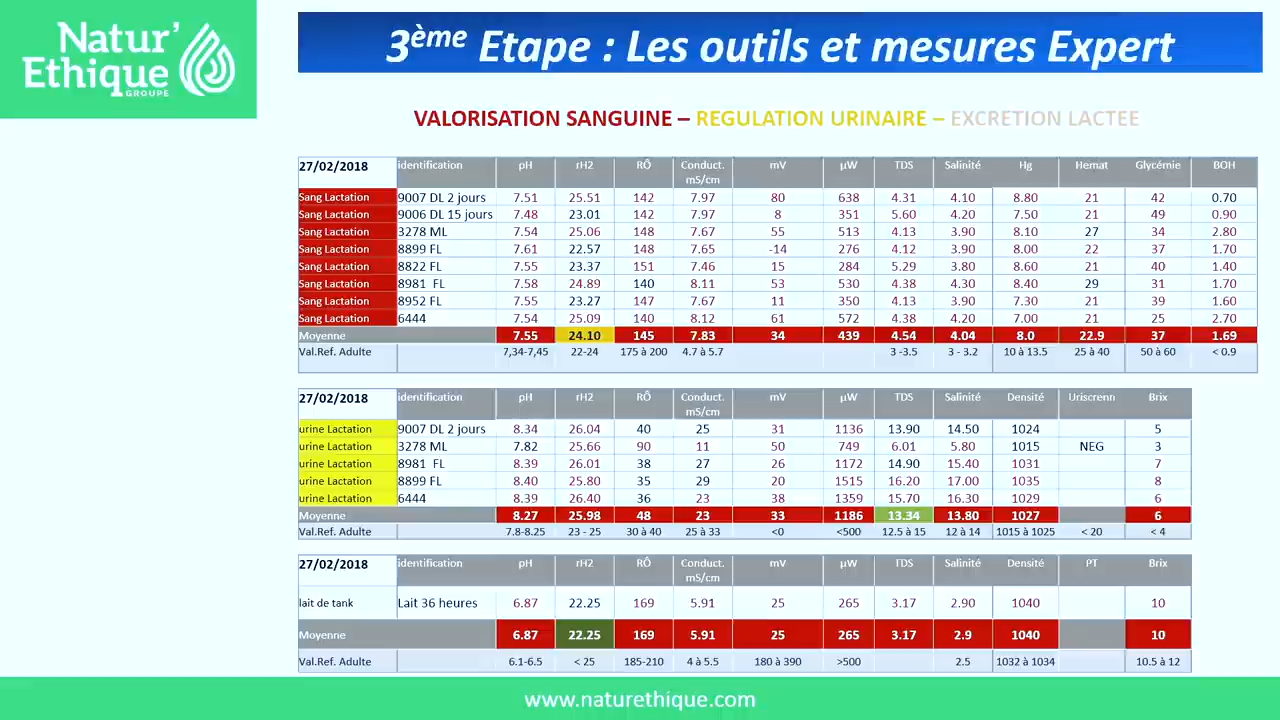 Natur'
Ethique
GROUPE
3ème Etape : Les outils et mesures Expert
VALORISATION SANGUINE – REGULATION URINAIRE – EXCRETION LACTEE
27/02/2018 identification pH rH2 RÔ Conduct. mS/cm mV µW TDS Salinité Hg Hemat Glycémie BOH
Sang Lactation 9007 DL 2 jours 7.51 25.51 142 7.97 80 638 4.31 4.10 8.80 21 42 0.70
Sang Lactation 9006 DL 15 jours 7.48 23.01 142 7.97 8 351 5.60 4.20 7.50 21 49 0.90
Sang Lactation 3278 ML 7.54 25.06 148 7.67 55 513 4.13 3.90 8.10 27 34 2.80
Sang Lactation 8899 FL 7.61 22.57 148 7.65 -14 276 4.12 3.90 8.00 22 37 1.70
Sang Lactation 8822 FL 7.55 23.37 151 7.46 15 284 5.29 3.80 8.60 21 40 1.40
Sang Lactation 8981 FL 7.58 24.89 140 8.11 53 530 4.38 4.30 8.40 29 31 1.70
Sang Lactation 8952 FL 7.55 23.27 147 7.67 11 350 4.13 3.90 7.30 21 39 1.60
Sang Lactation 6444 7.54 25.09 140 8.12 61 572 4.38 4.20 7.00 21 25 2.70
Moyenne 7.55 24.10 145 7.83 34 439 4.54 4.04 8.0 22.9 37 1.69
Val.Ref. Adulte 7,34-7,45 22-24 175 à 200 4.7 à 5.7 3 -3.5 3 - 3.2 10 à 13.5 25 à 40 50 à 60 < 0.9
27/02/2018 identification pH rH2 RÔ Conduct. mS/cm mV µW TDS Salinité Densité Uriscrenn Brix
urine Lactation 9007 DL 2 jours 8.34 26.04 40 25 31 1136 13.90 14.50 1024 5
urine Lactation 3278 ML 7.82 25.66 90 11 50 749 6.01 5.80 1015 NEG 3
urine Lactation 8981 FL 8.39 26.01 38 27 26 1172 14.90 15.40 1031 7
urine Lactation 8899 FL 8.40 25.80 35 29 20 1515 16.20 17.00 1035 8
urine Lactation 6444 8.39 26.40 36 23 38 1359 15.70 16.30 1029 6
Moyenne 8.27 25.98 48 23 33 1186 13.34 13.80 1027 6
Val.Ref. Adulte 7.8-8.25 23 - 25 30 à 40 25 à 33 <0 <500 12.5 à 15 12 à 14 1015 à 1025 < 20 < 4
27/02/2018 identification pH rH2 RÔ Conduct. mS/cm mV µW TDS Salinité Densité PT Brix
lait de tank Lait 36 heures 6.87 22.25 169 5.91 25 265 3.17 2.90 1040 10
Moyenne 6.87 22.25 169 5.91 25 265 3.17 2.9 1040 10
Val.Ref. Adulte 6.1-6.5 < 25 185-210 4 à 5.5 180 à 390 >500 2.5 1032 à 1034 10.5 à 12
www.naturethique.com